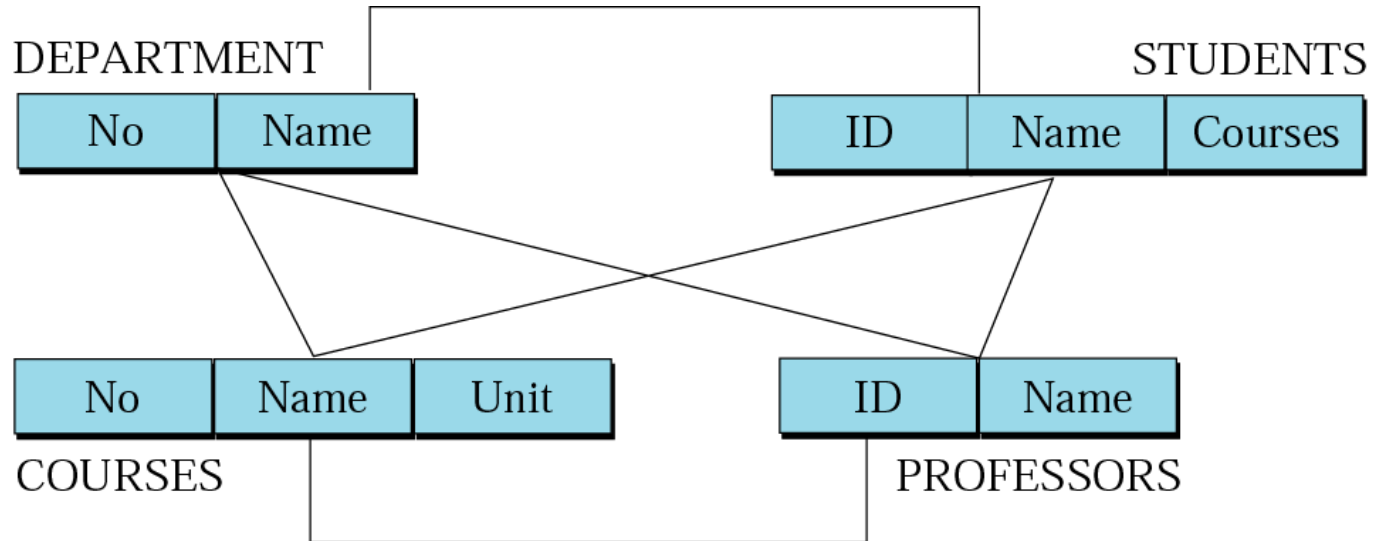 DEPARTMENT STUDENTS
No Name ID Name Courses
No Name Unit ID Name
COURSES PROFESSORS